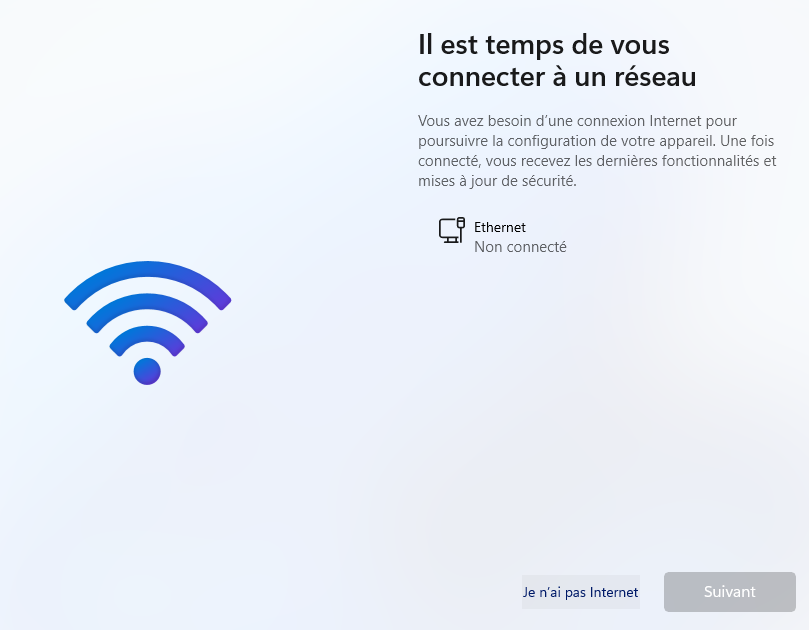 Il est temps de vous
connecter à un réseau
Vous avez besoin d’une connexion Internet pour
poursuivre la configuration de votre appareil. Une fois
connecté, vous recevez les dernières fonctionnalités et
mises à jour de sécurité.
Ethernet
Non connecté
Je n’ai pas Internet
Suivant